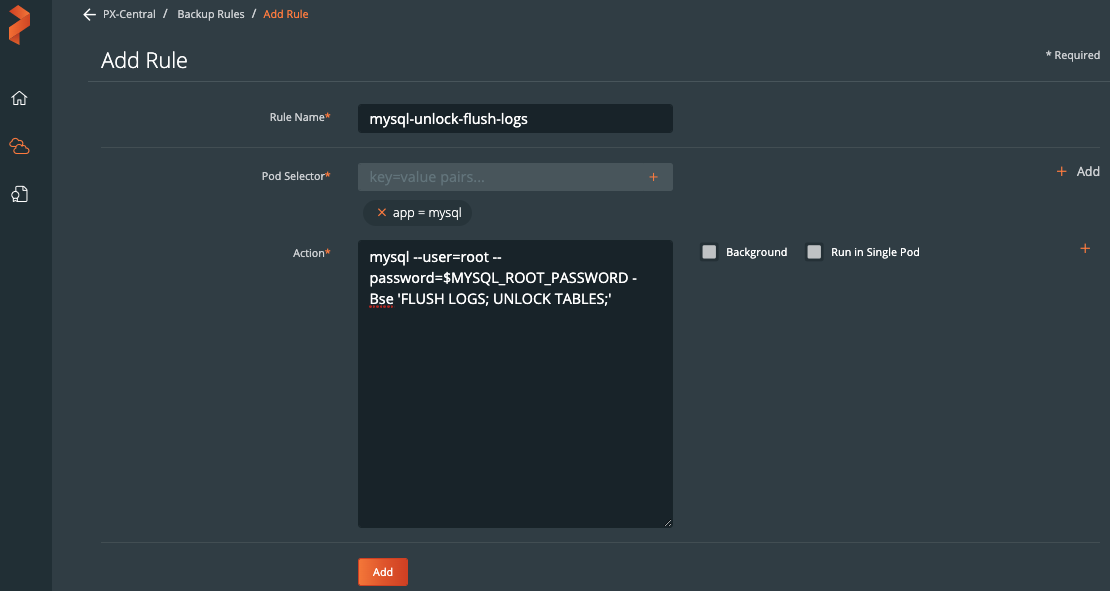 PX-Central / Backup Rules / Add Rule
Add Rule
* Required
Rule Name*
mysql-unlock-flush-logs
Pod Selector*
key=value pairs... +
+ Add
× app = mysql
Action*
mysql --user=root --
password=$MYSQL_ROOT_PASSWORD -
Bse 'FLUSH LOGS; UNLOCK TABLES;'
Background
Run in Single Pod
+
Add